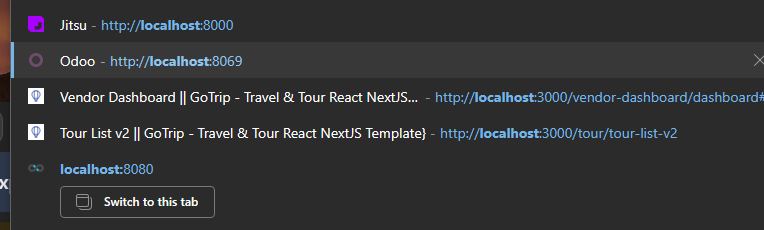 Jitsu - http://localhost:8000
Odoo - http://localhost:8069
Vendor Dashboard || GoTrip - Travel & Tour React NextJS... - http://localhost:3000/vendor-dashboard/dashboard#
Tour List v2 || GoTrip - Travel & Tour React NextJS Template} - http://localhost:3000/tour/tour-list-v2
localhost:8080
Switch to this tab